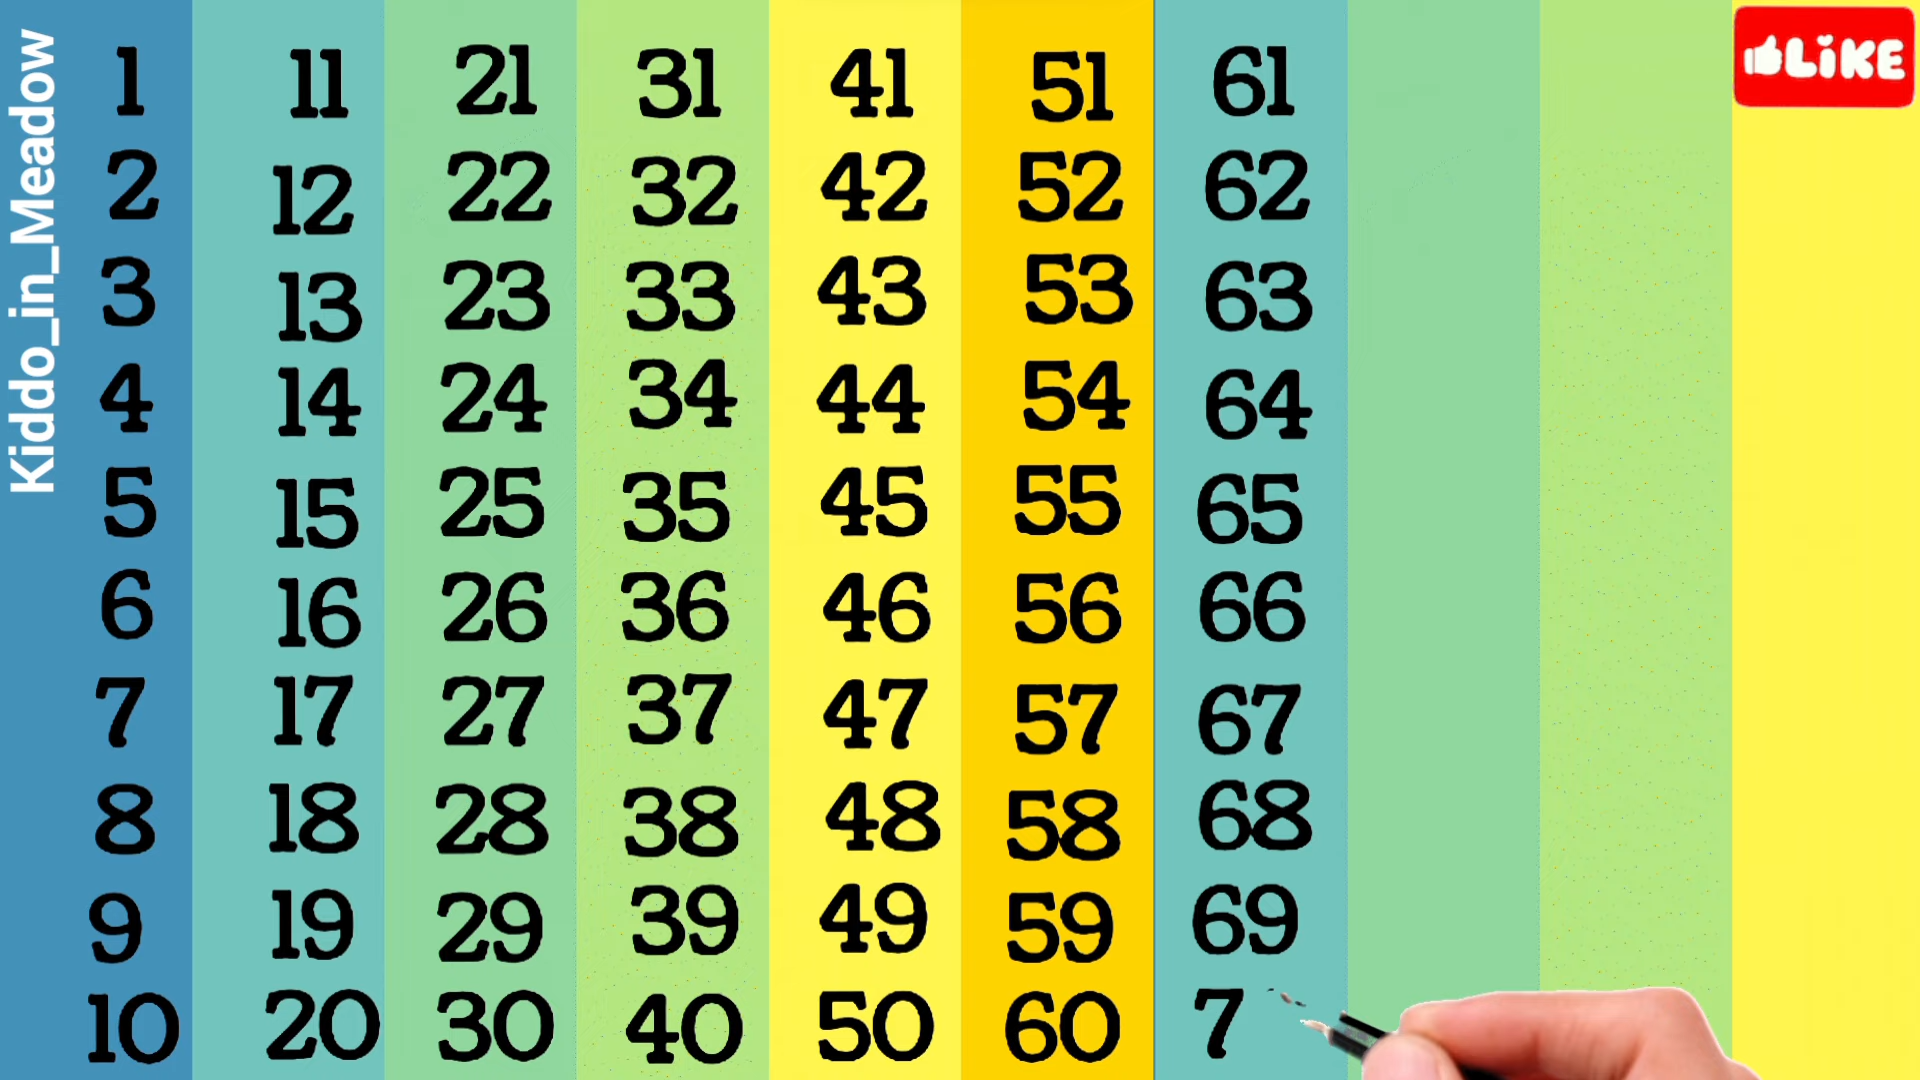 Kiddo_in_Meadow
LiKE
1 11 21 31 41 51 61
2 12 22 32 42 52 62
3 13 23 33 43 53 63
4 14 24 34 44 54 64
5 15 25 35 45 55 65
6 16 26 36 46 56 66
7 17 27 37 47 57 67
8 18 28 38 48 58 68
9 19 29 39 49 59 69
10 20 30 40 50 60 7